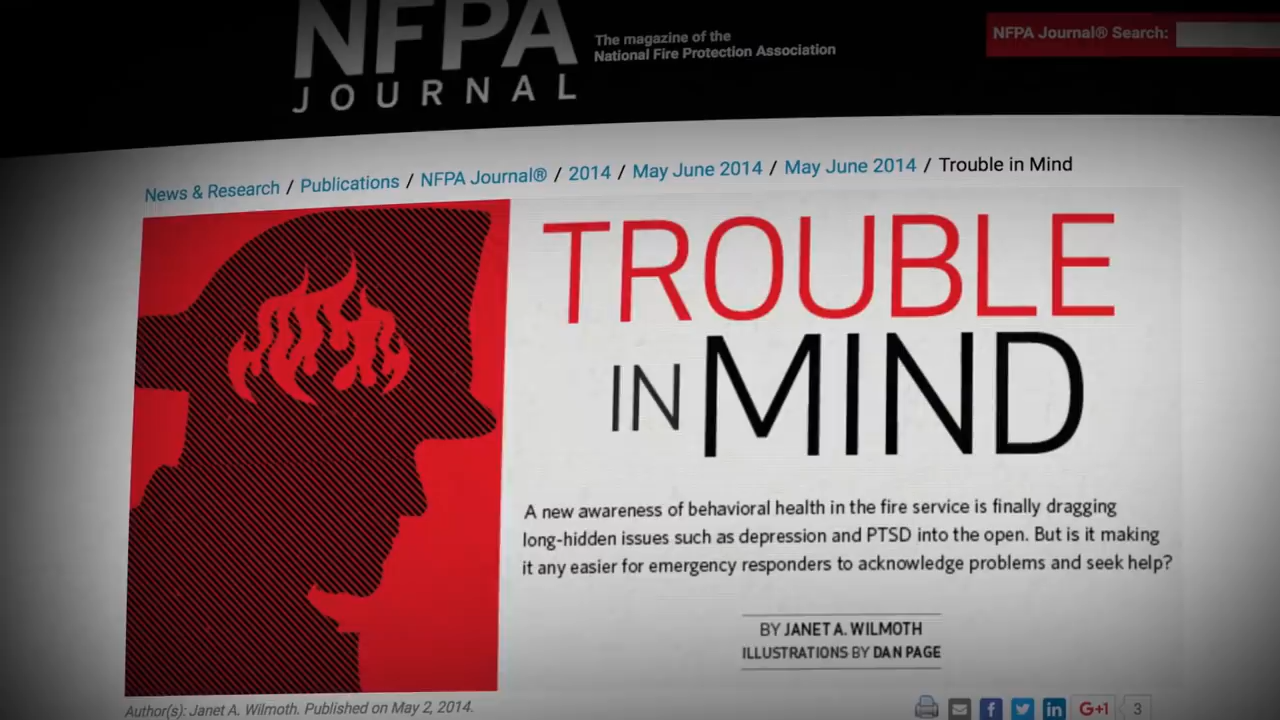 NFPA
JOURNAL
The magazine of the
National Fire Protection Association
NFPA Journal® Search:
News & Research / Publications / NFPA Journal® / 2014 / May June 2014 / May June 2014 / Trouble in Mind
TROUBLE
IN MIND
A new awareness of behavioral health in the fire service is finally dragging
long-hidden issues such as depression and PTSD into the open. But is it making
it any easier for emergency responders to acknowledge problems and seek help?
BY JANET A. WILMOTH
ILLUSTRATIONS BY DAN PAGE
Author(s): Janet A. Wilmoth. Published on May 2, 2014.
f in G+1 3